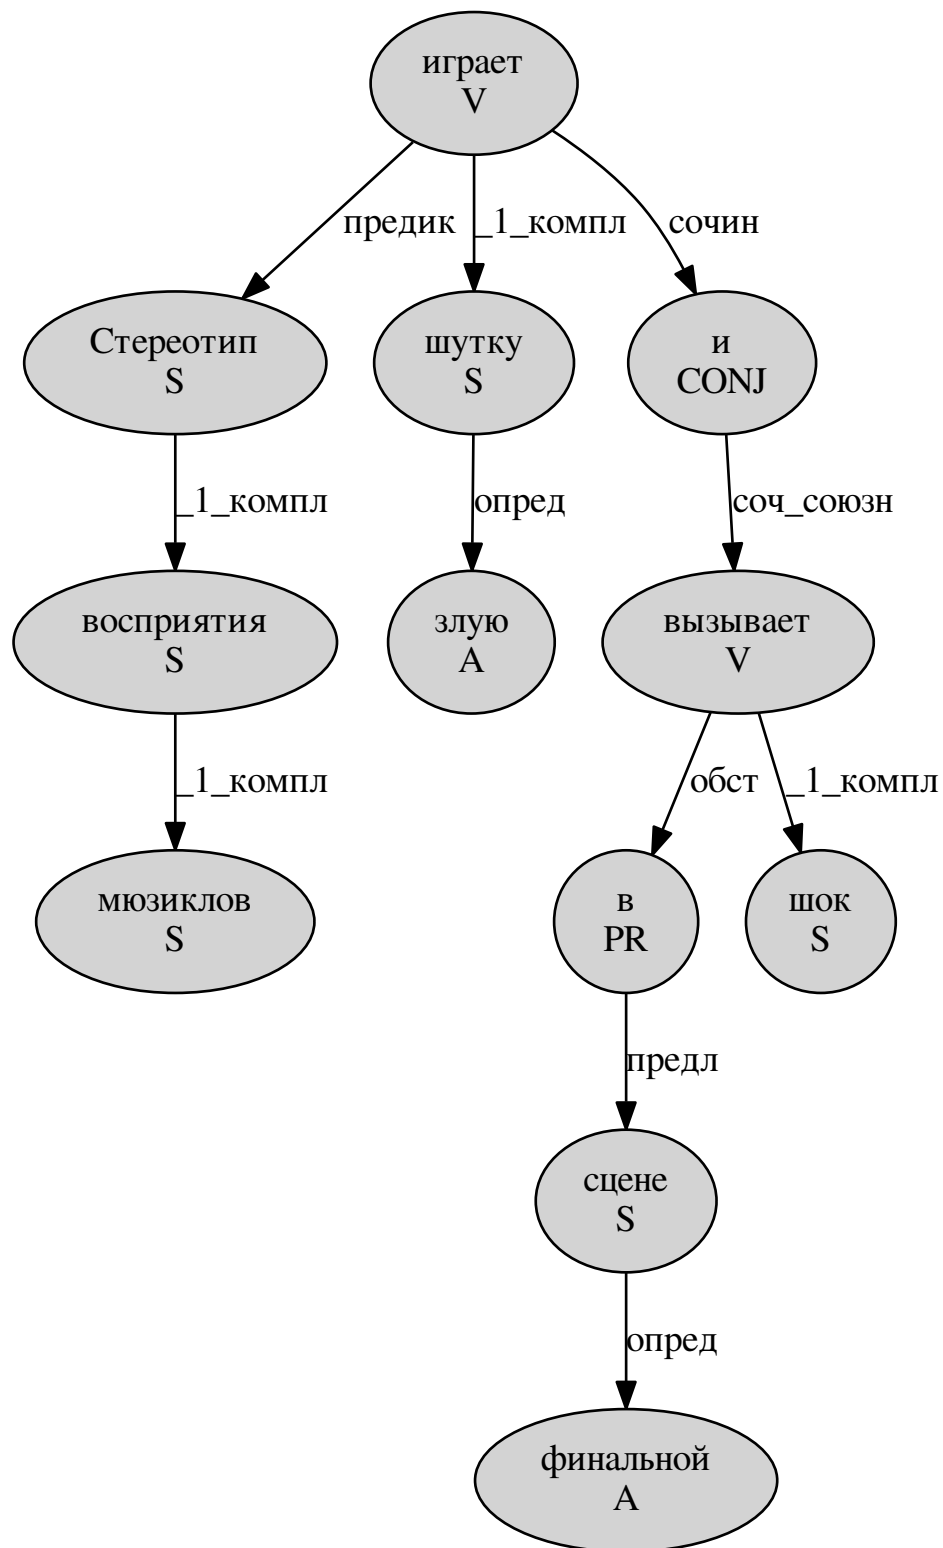 играет
V
предик
_1_компл
сочин
Стереотип
S
шутку
S
и
CONJ
_1_компл
опред
соч_союзн
восприятия
S
злую
A
вызывает
V
_1_компл
обст
_1_компл
мюзиклов
S
в
PR
шок
S
предл
сцене
S
опред
финальной
A